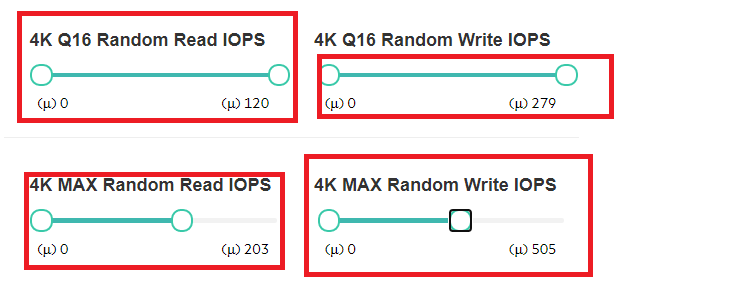 4K Q16 Random Read IOPS
4K Q16 Random Write IOPS
(μ) 0
(μ) 120
(μ) 0
(μ) 279
4K MAX Random Read IOPS
4K MAX Random Write IOPS
(μ) 0
(μ) 203
(μ) 0
(μ) 505